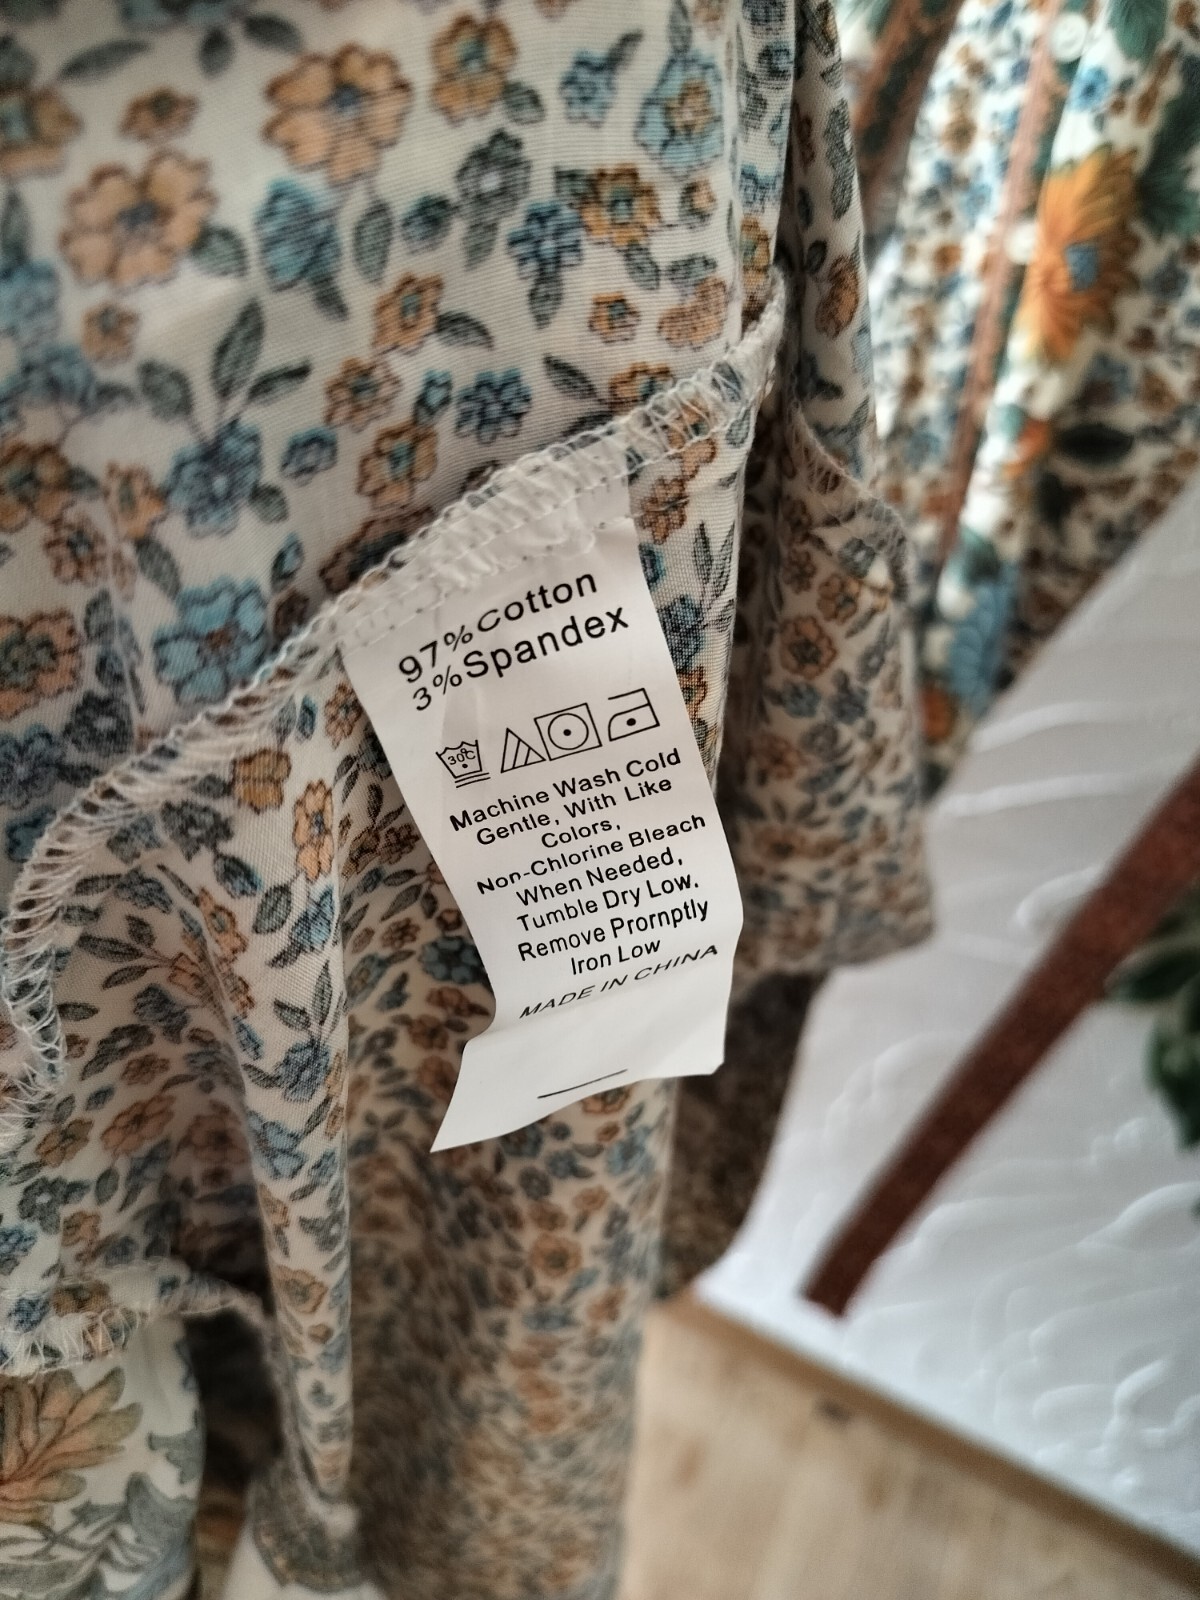 97%Cotton
3%Spandex
30℃
Machine Wash Cold
Gentle, With Like
Colors,
Non-Chlorine Bleach
When Needed,
Tumble Dry Low.
Remove Prornptly
Iron Low
MADE IN CHINA